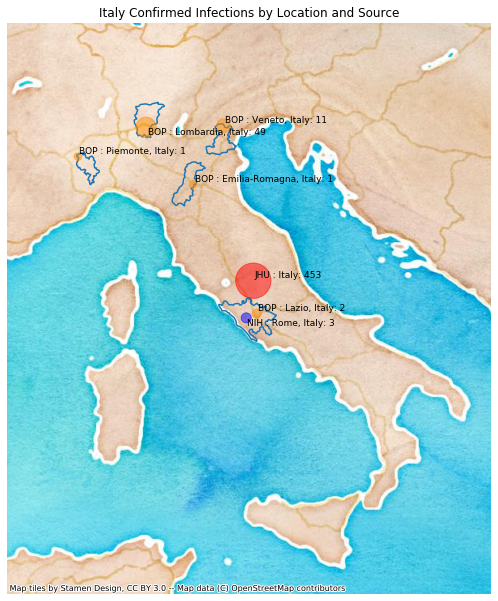 Italy Confirmed Infections by Location and Source
BOP : Veneto, Italy: 11
BOP : Lombardia, Italy: 49
BOP : Piemonte, Italy: 1
BOP : Emilia-Romagna, Italy: 1
JHU : Italy: 453
BOP : Lazio, Italy: 2
NIH : Rome, Italy: 3
Map tiles by Stamen Design, CC BY 3.0 -- Map data (C) OpenStreetMap contributors